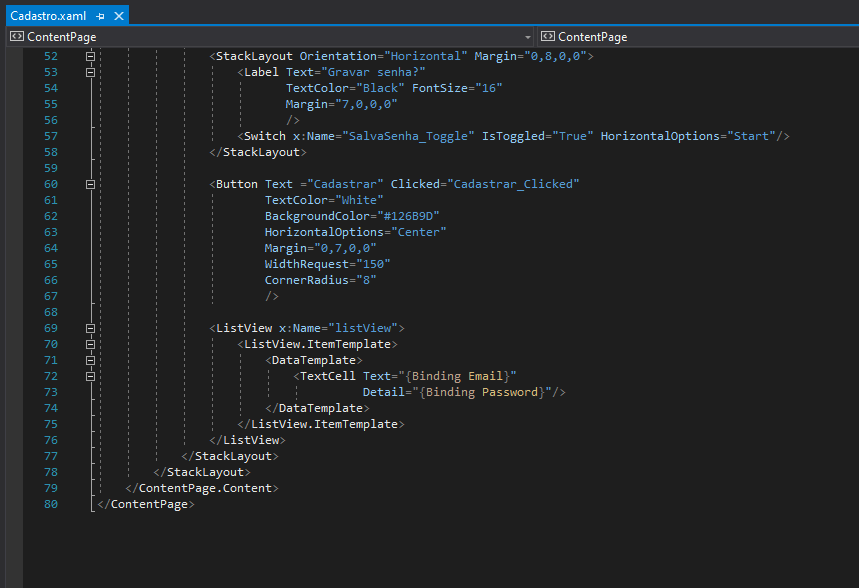 Cadastro.xaml
ContentPage ContentPage
52 <StackLayout Orientation="Horizontal" Margin="0,8,0,0">
53 <Label Text="Gravar senha?"
54 TextColor="Black" FontSize="16"
55 Margin="7,0,0,0"
56 />
57 <Switch x:Name="SalvaSenha_Toggle" IsToggled="True" HorizontalOptions="Start"/>
58 </StackLayout>
59
60 <Button Text ="Cadastrar" Clicked="Cadastrar_Clicked"
61 TextColor="White"
62 BackgroundColor="#126B9D"
63 HorizontalOptions="Center"
64 Margin="0,7,0,0"
65 WidthRequest="150"
66 CornerRadius="8"
67 />
68
69 <ListView x:Name="listView">
70 <ListView.ItemTemplate>
71 <DataTemplate>
72 <TextCell Text="{Binding Email}"
73 Detail="{Binding Password}"/>
74 </DataTemplate>
75 </ListView.ItemTemplate>
76 </ListView>
77 </StackLayout>
78 </StackLayout>
79 </ContentPage.Content>
80 </ContentPage>